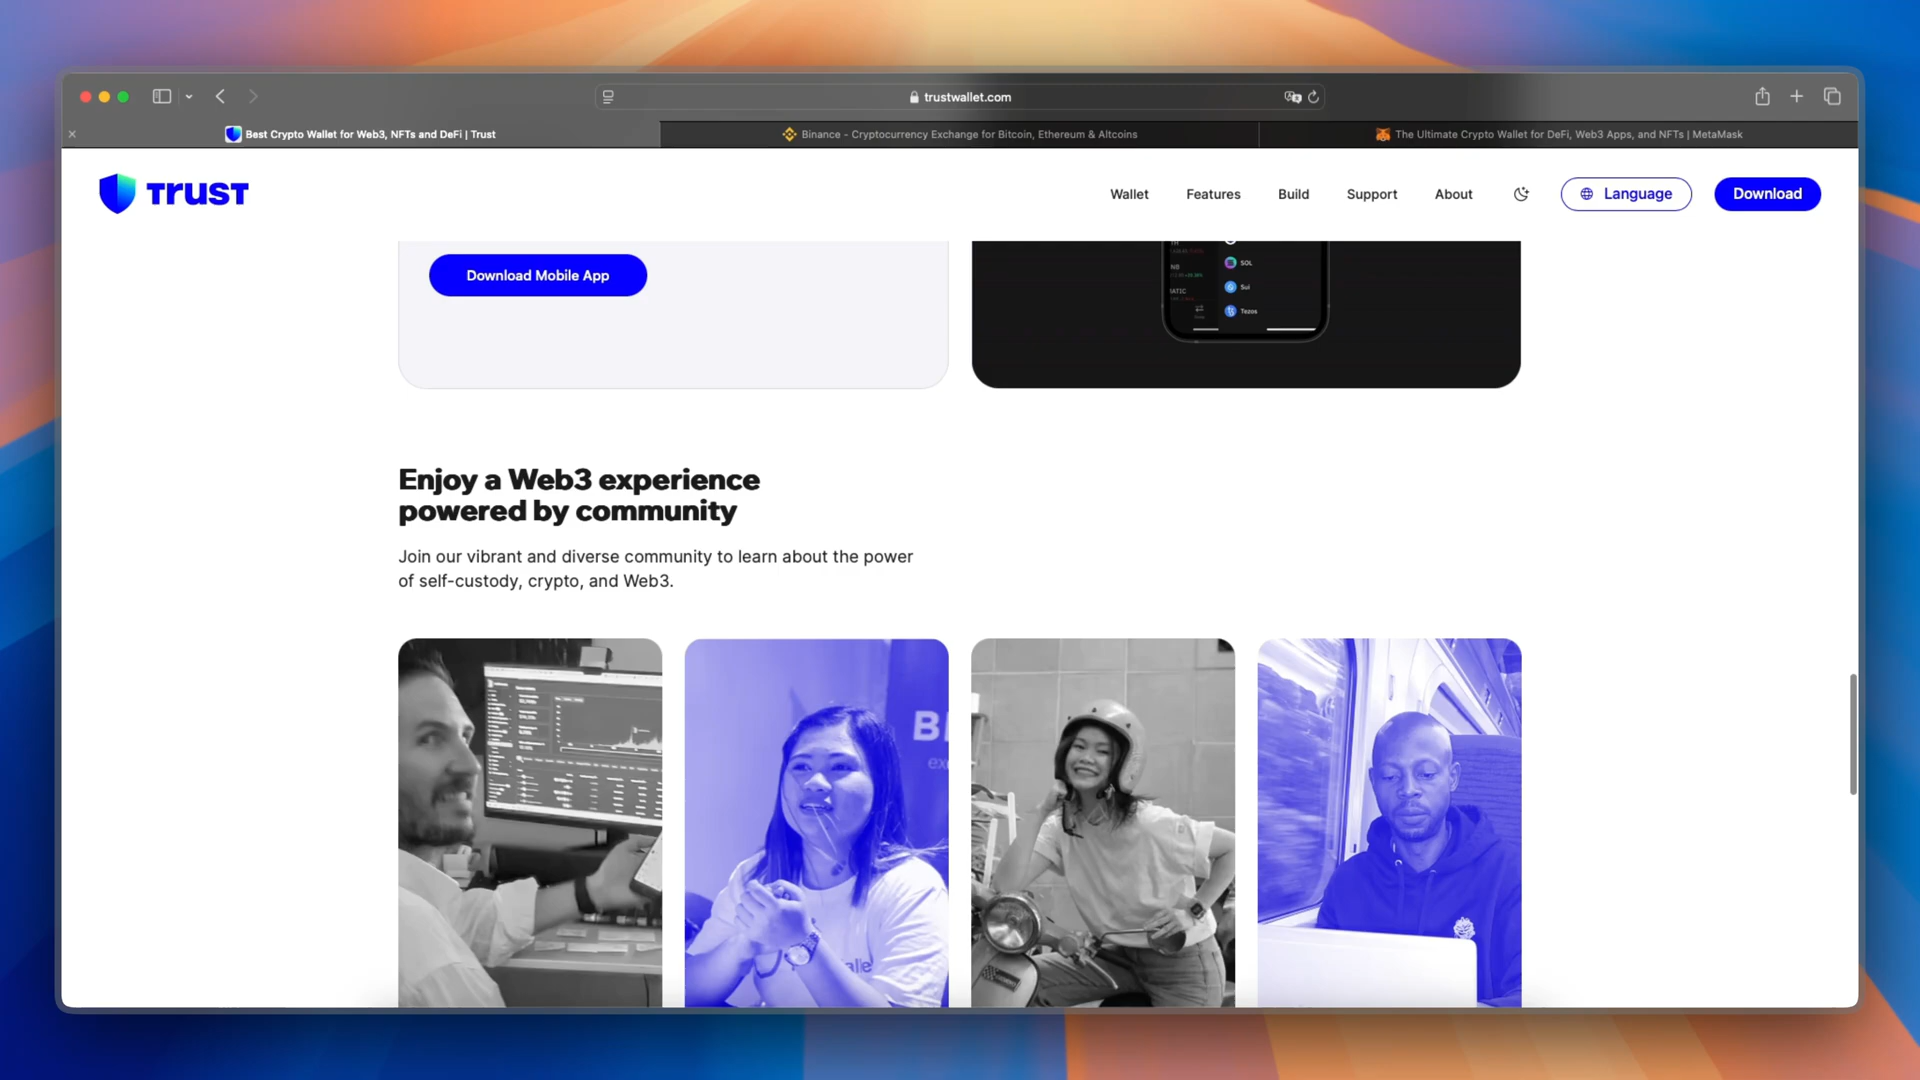 trustwallet.com
Best Crypto Wallet for Web3, NFTs and DeFi | Trust
Binance - Cryptocurrency Exchange for Bitcoin, Ethereum & Altcoins
The Ultimate Crypto Wallet for DeFi, Web3 Apps, and NFTs | MetaMask
TRUST
Wallet
Features
Build
Support
About
Language
Download
Download Mobile App
SOL
Sui
Tezos
Enjoy a Web3 experience
powered by community
Join our vibrant and diverse community to learn about the power
of self-custody, crypto, and Web3.